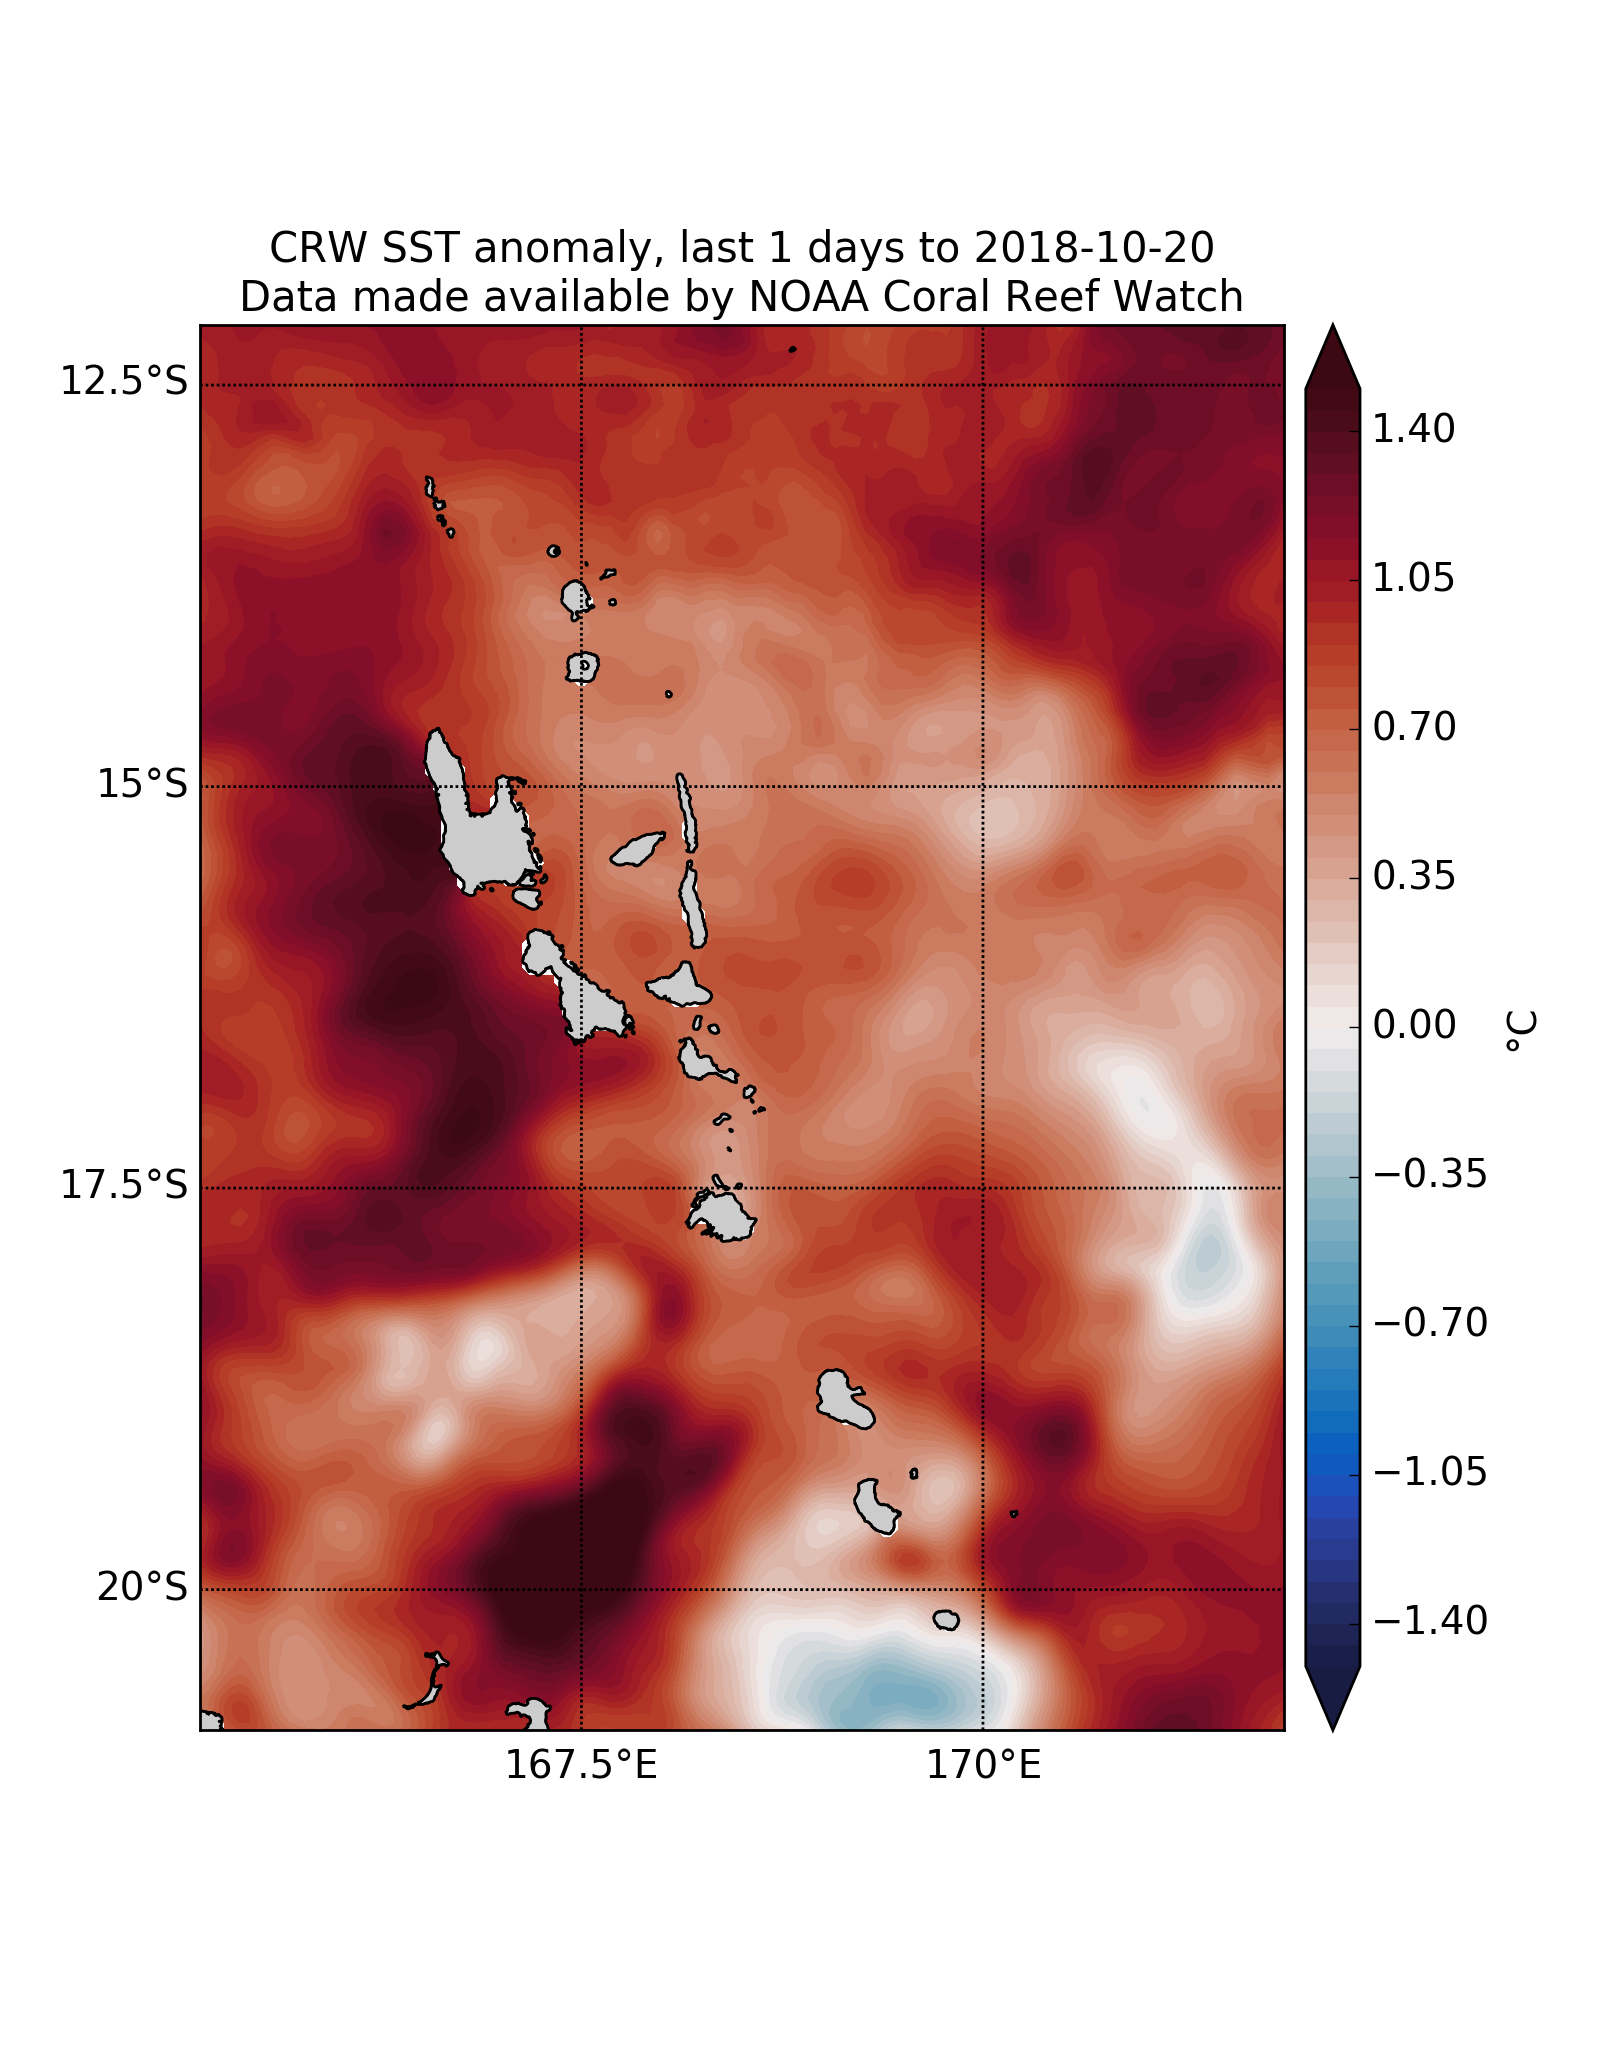 CRW SST anomaly, last 1 days to 2018-10-20
Data made available by NOAA Coral Reef Watch
12.5°S
15°S
17.5°S
20°S
167.5°E
170°E
1.40
1.05
0.70
0.35
0.00
−0.35
−0.70
−1.05
−1.40
°C